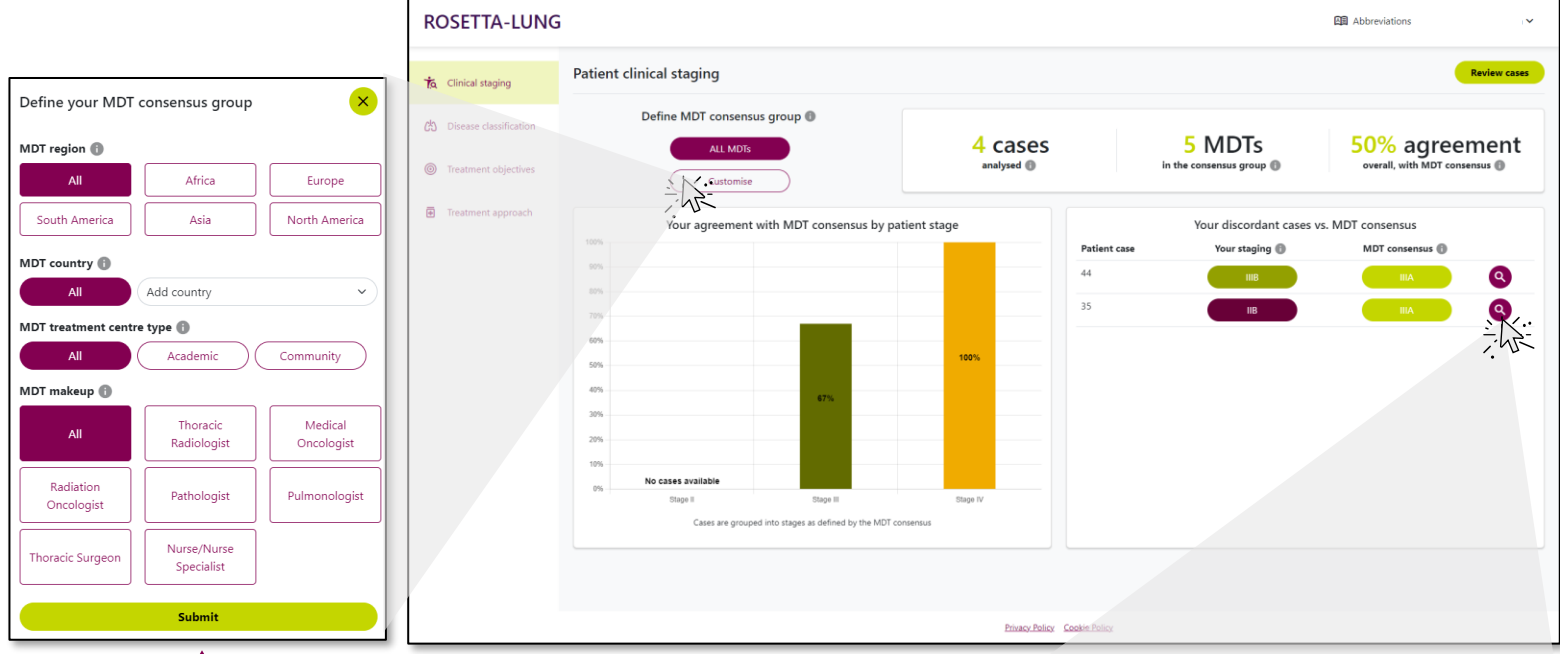 Define your MDT consensus group
MDT region
All
Africa
Europe
South America
Asia
North America
MDT country
All
Add country
MDT treatment centre type
All
Academic
Community
MDT makeup
All
Thoracic
Radiologist
Medical
Oncologist
Radiation
Oncologist
Pathologist
Pulmonologist
Thoracic Surgeon
Nurse/Nurse
Specialist
Submit
ROSETTA-LUNG
Abbreviations
Clinical staging
Disease classification
Treatment objectives
Treatment approach
Patient clinical staging
Review cases
Define MDT consensus group
ALL MDTs
Customise
4 cases
analysed
5 MDTs
in the consensus group
50% agreement
overall, with MDT consensus
Your agreement with MDT consensus by patient stage
100%
90%
80%
70%
60%
50%
40%
30%
20%
10%
0%
No cases available
67%
100%
Stage II
Stage III
Stage IV
Cases are grouped into stages as defined by the MDT consensus
Your discordant cases vs. MDT consensus
Patient case
Your staging
MDT consensus
44
IIIB
IIIA
35
IIB
IIIA
Privacy Policy
Cookie Policy